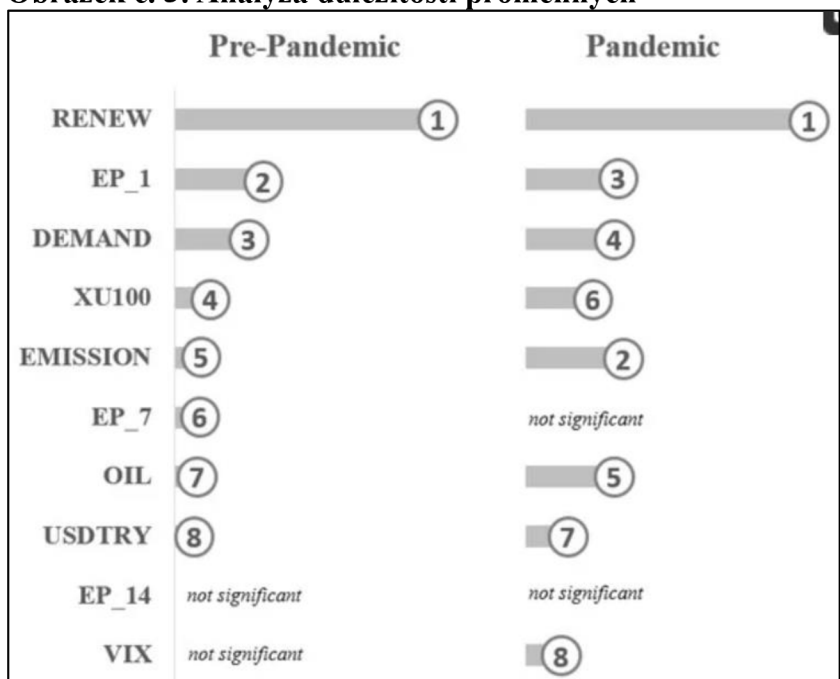 Obrázek č. Analýza důležitosti proměnných
Pre-Pandemic Pandemic
RENEW 1 1
EP_1 2 3
DEMAND 3 4
XU100 4 6
EMISSION 5 2
EP_7 6 not significant
OIL 7 5
USDTRY 8 7
EP_14 not significant not significant
VIX not significant 8